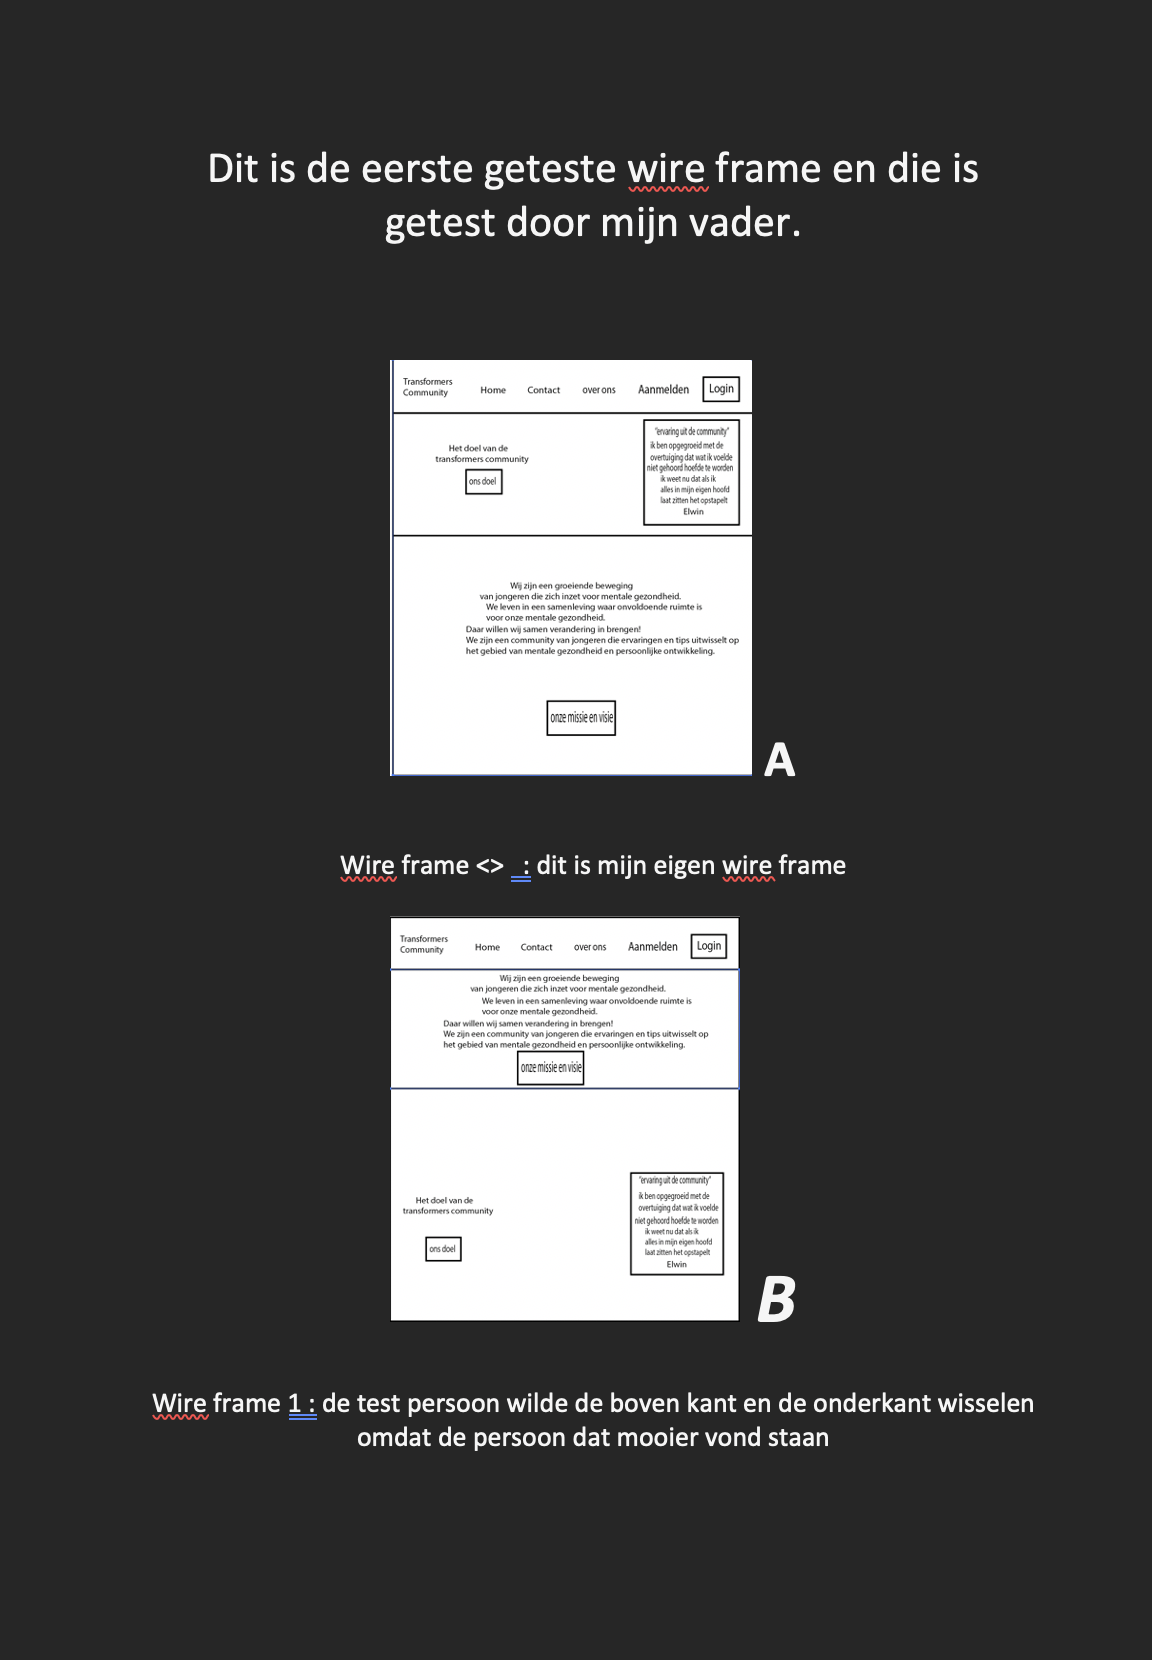 Dit is de eerste geteste wire frame en die is
getest door mijn vader.
Transformers
Community
Home Contact over ons Aanmelden Login
Het doel van de
transformers community
ons doel
"ervaring uit de community"
ik ben opgegroeid met de
overtuiging dat wat ik voelde
niet gehoord hoefde te worden
ik weet nu dat als ik
alles in mijn eigen hoofd
laat zitten het opstapelt
Elwin
Wij zijn een groeiende beweging
van jongeren die zich inzet voor mentale gezondheid.
We leven in een samenleving waar onvoldoende ruimte is
voor onze mentale gezondheid.
Daar willen wij samen verandering in brengen!
We zijn een community van jongeren die ervaringen en tips uitwisselt op
het gebied van mentale gezondheid en persoonlijke ontwikkeling.
onze missie en visie
A
Wire frame <> : dit is mijn eigen wire frame
Transformers
Community
Home Contact over ons Aanmelden Login
Wij zijn een groeiende beweging
van jongeren die zich inzet voor mentale gezondheid.
We leven in een samenleving waar onvoldoende ruimte is
voor onze mentale gezondheid.
Daar willen wij samen verandering in brengen!
We zijn een community van jongeren die ervaringen en tips uitwisselt op
het gebied van mentale gezondheid en persoonlijke ontwikkeling.
onze missie en visie
Het doel van de
transformers community
ons doel
"ervaring uit de community"
ik ben opgegroeid met de
overtuiging dat wat ik voelde
niet gehoord hoefde te worden
ik weet nu dat als ik
alles in mijn eigen hoofd
laat zitten het opstapelt
Elwin
B
Wire frame 1 : de test persoon wilde de boven kant en de onderkant wisselen
omdat de persoon dat mooier vond staan